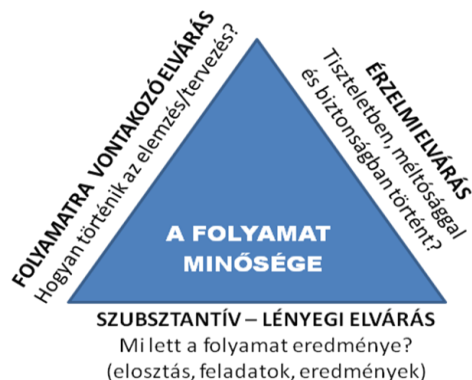 FOLYAMATRA VONTAKOZÓ ELVÁRÁS
Hogyan történik az elemzés/tervezés?
ÉRZELMI ELVÁRÁS
Tiszteletben, méltósággal
és biztonságban történt?
A FOLYAMAT
MINŐSÉGE
SZUBSZTANTÍV – LÉNYEGI ELVÁRÁS
Mi lett a folyamat eredménye?
(elosztás, feladatok, eredmények)